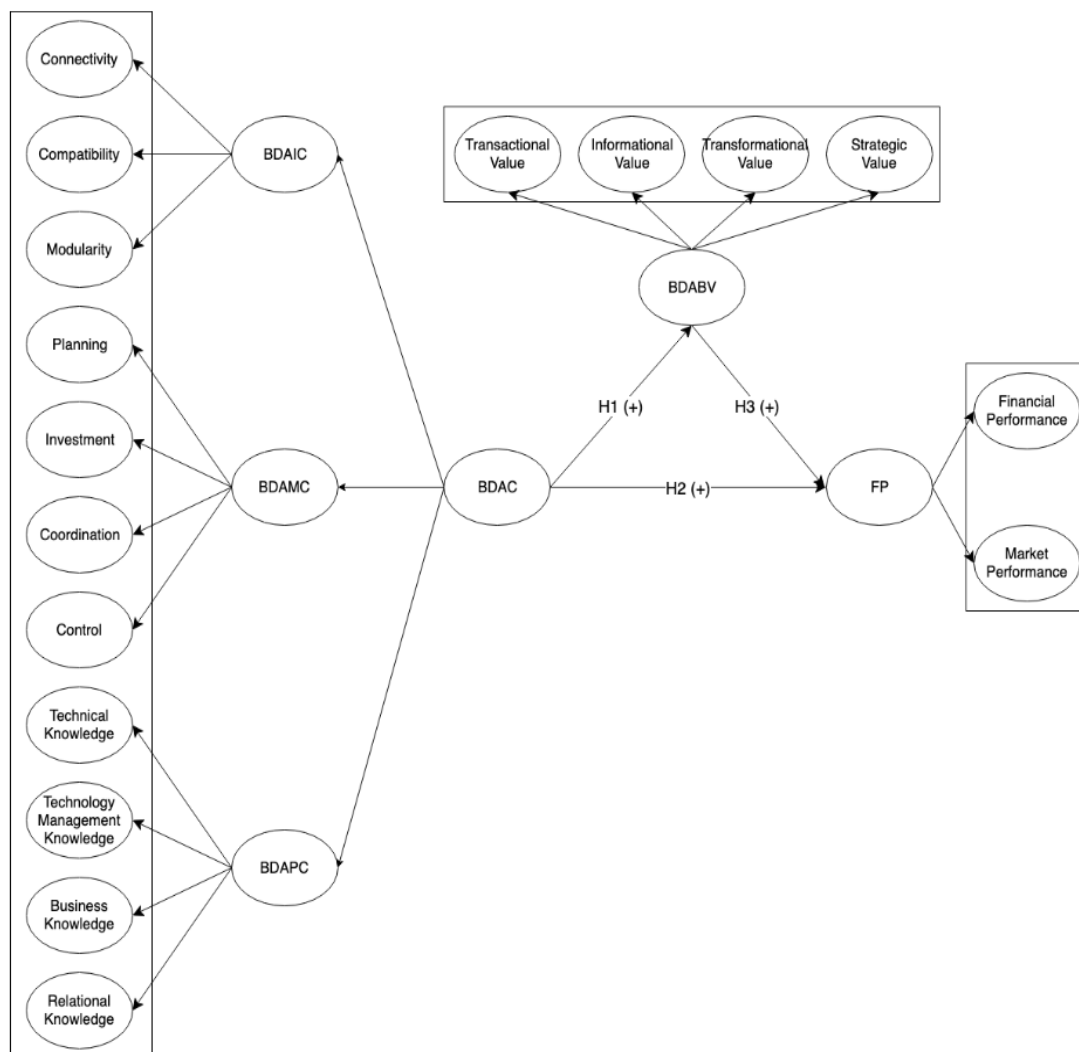 Connectivity
Compatibility
Modularity
Planning
Investment
Coordination
Control
Technical
Knowledge
Technology
Management
Knowledge
Business
Knowledge
Relational
Knowledge
BDAIC
BDAMC
BDAPC
BDAC
Transactional
Value
Informational
Value
Transformational
Value
Strategic
Value
BDABV
H1 (+)
H3 (+)
H2 (+)
FP
Financial
Performance
Market
Performance